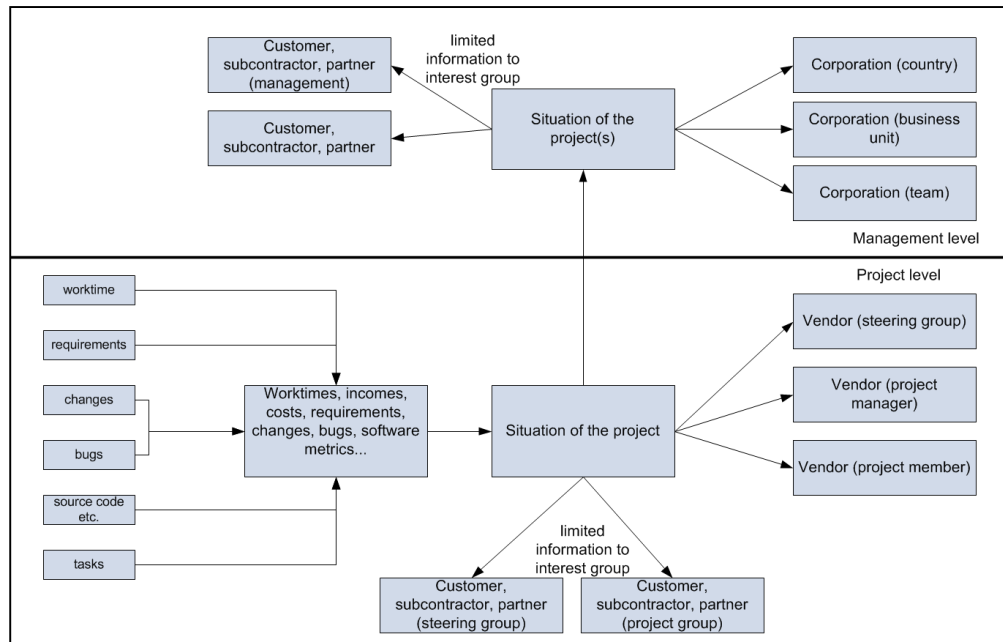 Customer,
subcontractor, partner
(management)
limited
information to
interest group
Corporation (country)
Customer,
subcontractor, partner
Situation of the
project(s)
Corporation (business
unit)
Corporation (team)
Management level
Project level
worktime
requirements
changes
bugs
source code
etc.
tasks
Worktimes, incomes,
costs, requirements,
changes, bugs, software
metrics...
Situation of the project
Vendor (steering group)
Vendor (project
manager)
Vendor (project member)
limited
information to
interest group
Customer,
subcontractor, partner
(steering group)
Customer,
subcontractor, partner
(project group)